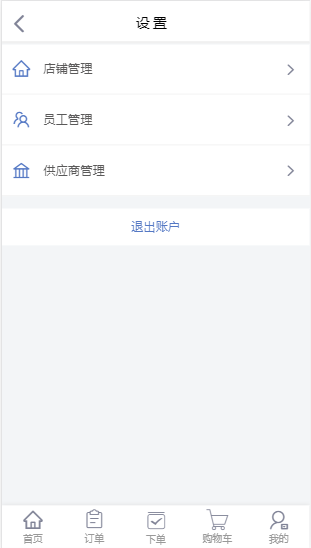 设置
店铺管理
员工管理
供应商管理
退出账户
首页 订单 下单 购物车 我的